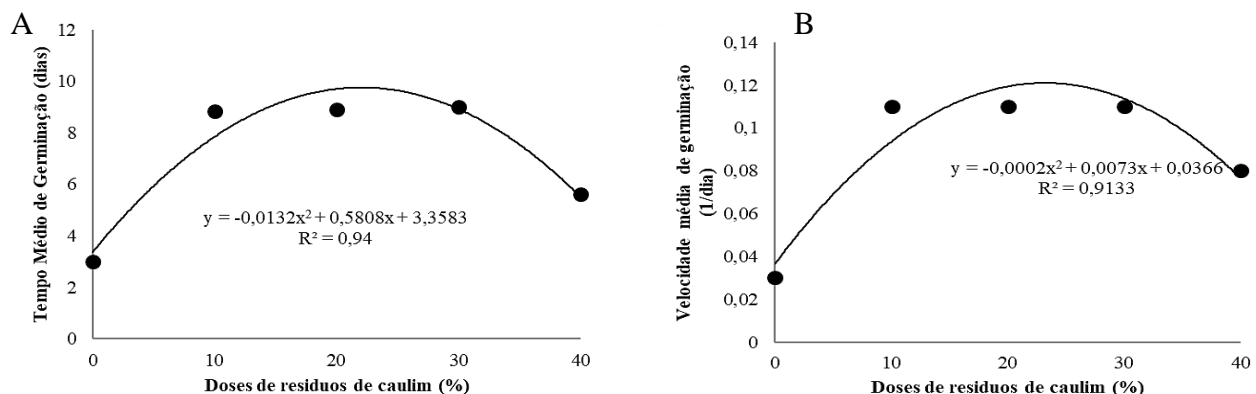 A
Tempo Médio de Germinação (dias)
12
10
8
6
4
2
0
y = -0,0132x² + 0,5808x + 3,3583
R² = 0,94
0 10 20 30 40
Doses de residuos de caulim (%)
B
Velocidade média de germinação
(1/dia)
0,14
0,12
0,1
0,08
0,06
0,04
0,02
0
y = -0,0002x² + 0,0073x + 0,0366
R² = 0,9133
0 10 20 30 40
Doses de residuos de caulim (%)